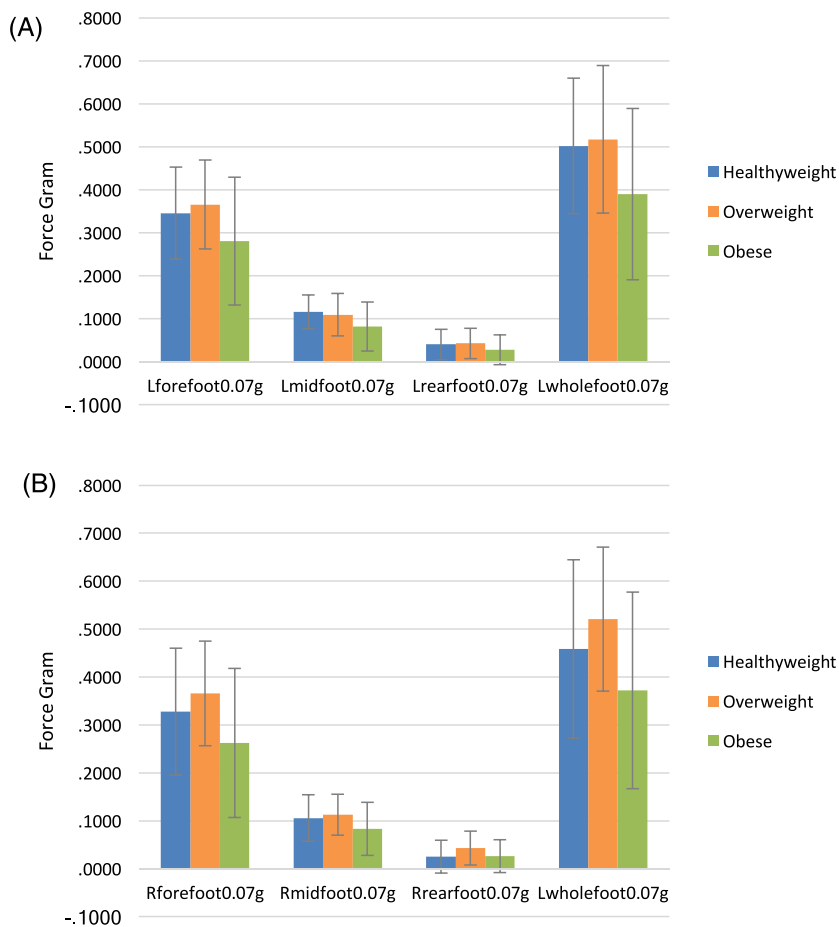 (A)
.8000
.7000
.6000
.5000
.4000
.3000
.2000
.1000
.0000
-.1000
Force Gram
Lforefoot0.07g Lmidfoot0.07g Lrearfoot0.07g Lwholefoot0.07g
Healthyweight
Overweight
Obese
(B)
.8000
.7000
.6000
.5000
.4000
.3000
.2000
.1000
.0000
-.1000
Force Gram
Rforefoot0.07g Rmidfoot0.07g Rrearfoot0.07g Lwholefoot0.07g
Healthyweight
Overweight
Obese